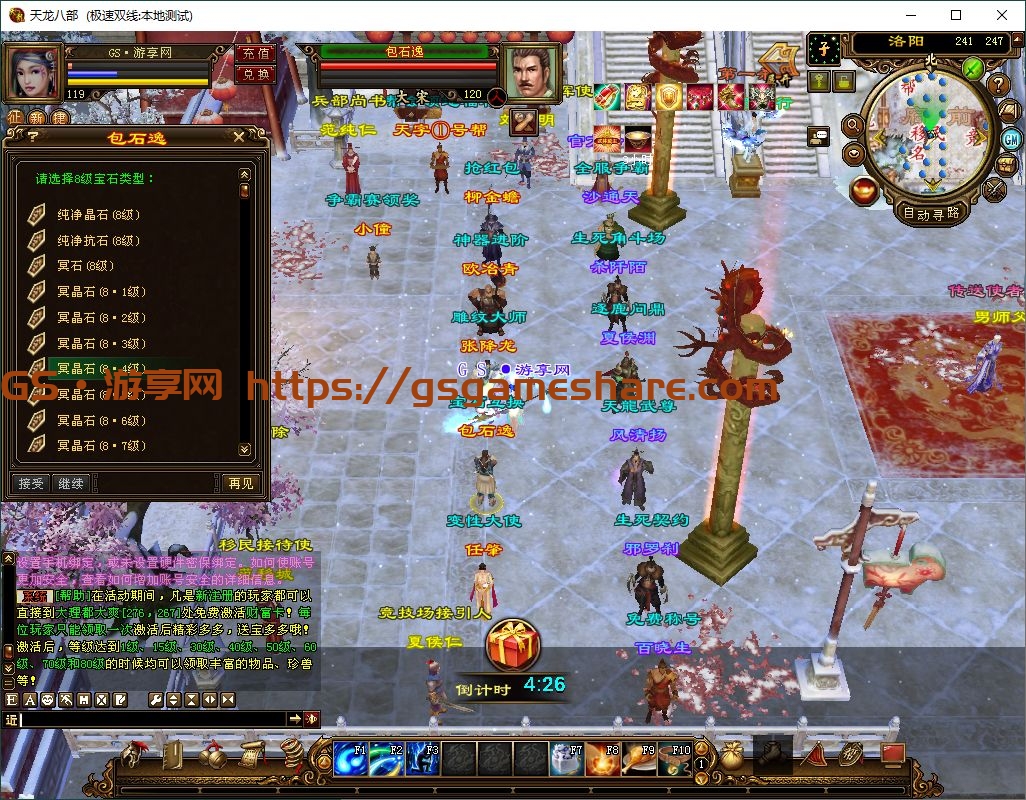 天龙八部 (极速双线:本地测试)
GS·游享网
充值
兑换
119
包石逸
大宋
120
洛阳
241 247
北
GM
自动寻路
征 新 捷
? 包石逸
请选择8级宝石类型：
纯净晶石(8级)
纯净抗石(8级)
冥石(8级)
冥晶石(8·1级)
冥晶石(8·2级)
冥晶石(8·3级)
冥晶石(8·4级)
冥晶石(8·6级)
冥晶石(8·7级)
接受 继续
再见
兵部尚书
范纯仁
天字①号帮
争霸赛领奖
小僮
抢红包
柳金蟾
神器进阶
欧冶青
雕纹大师
张降龙
GS●游享网
包石逸
变性大使
任肇
竞技场接引人
夏侯仁
全服争霸
沙通天
生死角斗场
杀阡陌
逐鹿问鼎
夏侯渊
天龍武尊
风清扬
生死契约
邪罗刹
免费称号
百晓生
传送使者
男师父
移民接待使
GS·游享网 https://gsgameshare.com
设置手机绑定，或未设置硬件密保绑定。如何使账号
更加安全，查看如何增加账号安全的详细信息。
[帮助]在活动期间，凡是新注册的玩家都可以
直接到大理都大爽[276，267]处免费激活财富卡！每
位玩家只能领取一次激活后精彩多多，送宝多多哦！
激活后，等级达到1级、15级、30级、40级、50级、60
级、70级和80级的时候均可以领取丰富的物品、珍兽
等！
近
倒计时 4:26
F1 F2 F3 F7 F8 F9 F10
1